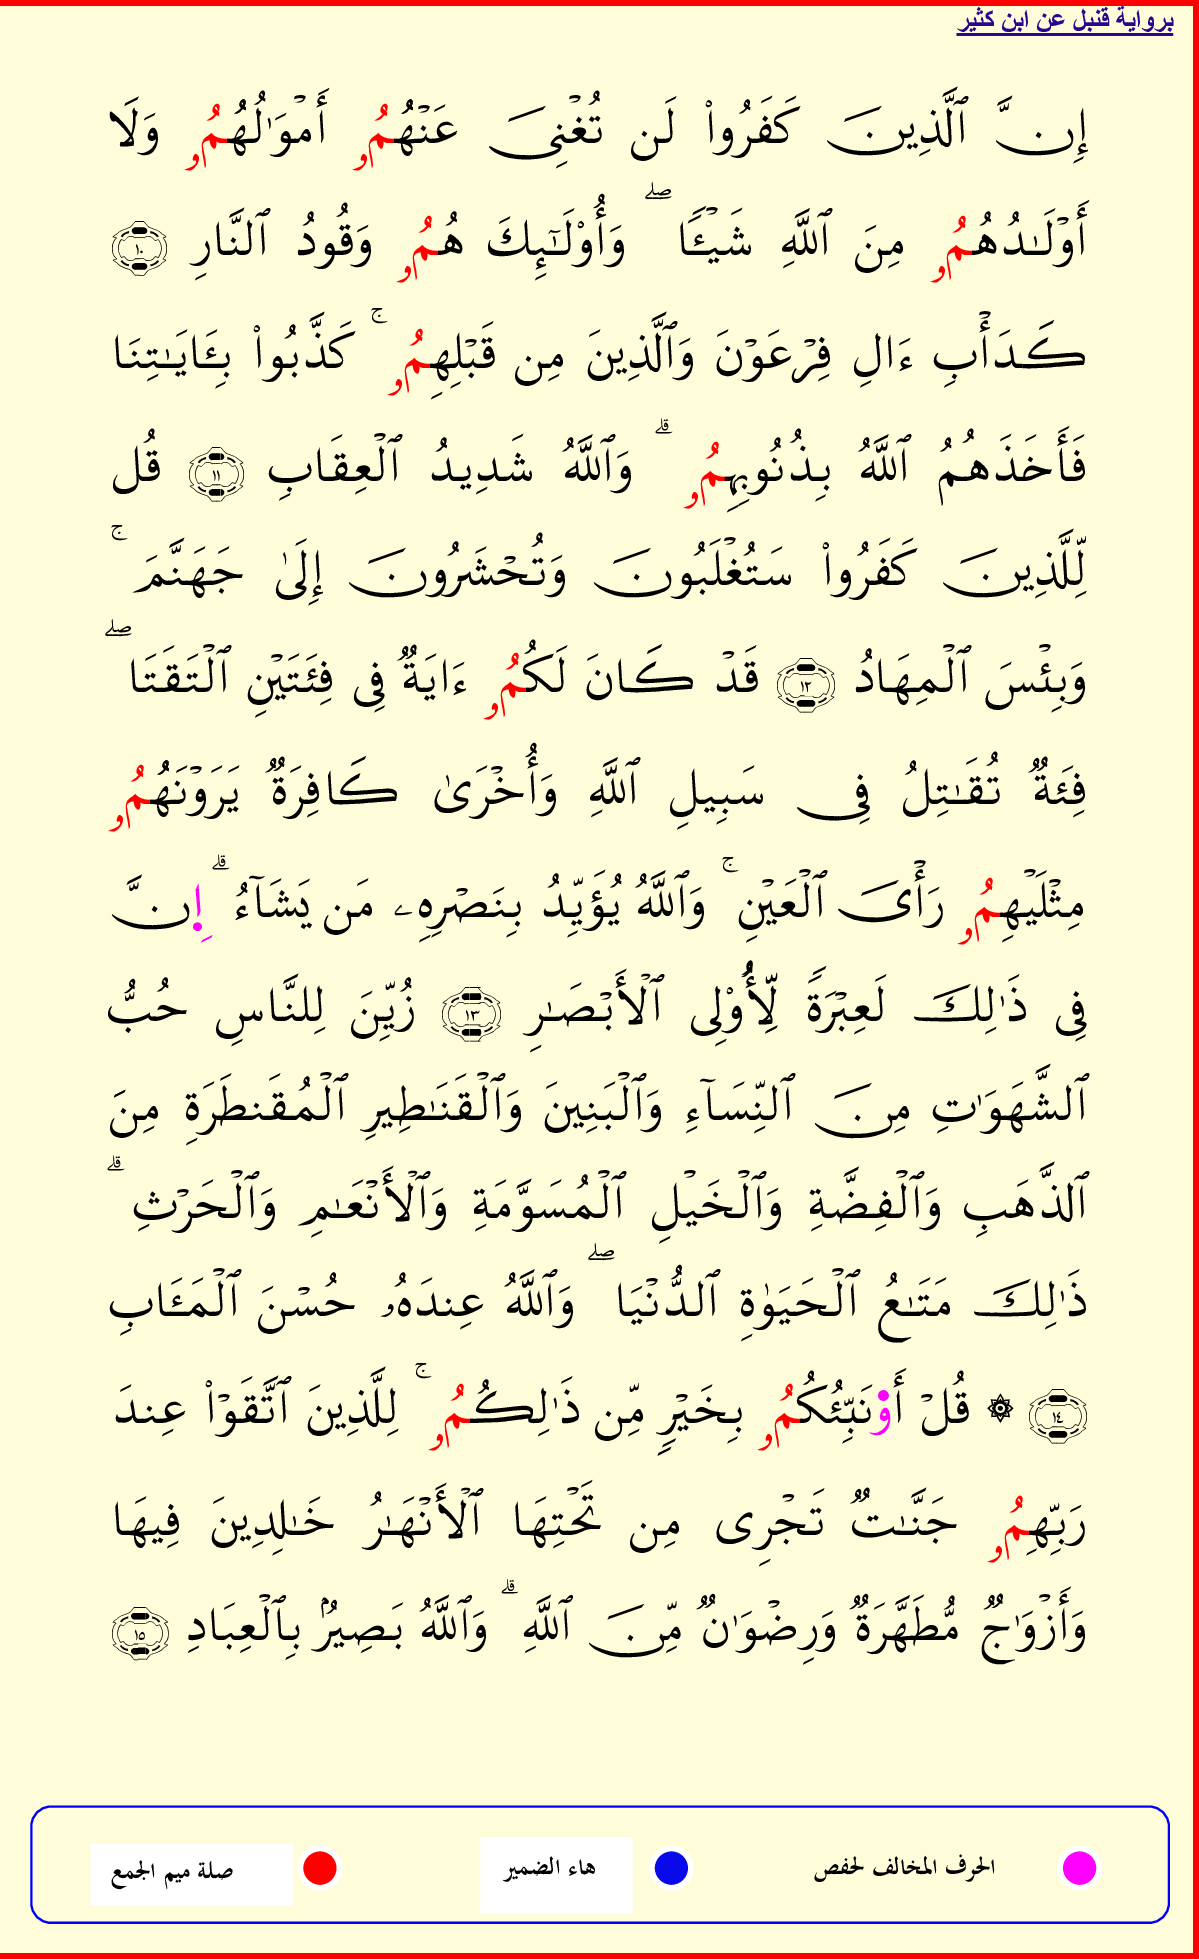 برواية قنبل عن ابن كثير
إِنَّ ٱلَّذِينَ كَفَرُوا۟ لَن تُغْنِىَ عَنْهُمُۥ أَمْوَٰلُهُمُۥ وَلَا
أَوْلَـٰدُهُمُۥ مِنَ ٱللَّهِ شَيْـًٔا ۖ وَأُو۟لَـٰٓئِكَ هُمُۥ وَقُودُ ٱلنَّارِ ١٠
كَدَأْبِ ءَالِ فِرْعَوْنَ وَٱلَّذِينَ مِن قَبْلِهِمُۥ ۚ كَذَّبُوا۟ بِـَٔايَـٰتِنَا
فَأَخَذَهُمُ ٱللَّهُ بِذُنُوبِهِمُۥ ۗ وَٱللَّهُ شَدِيدُ ٱلْعِقَابِ ١١ قُل
لِّلَّذِينَ كَفَرُوا۟ سَتُغْلَبُونَ وَتُحْشَرُونَ إِلَىٰ جَهَنَّمَ ۚ
وَبِئْسَ ٱلْمِهَادُ ١٢ قَدْ كَانَ لَكُمُۥ ءَايَةٌ فِى فِئَتَيْنِ ٱلْتَقَتَا ۖ
فِئَةٌ تُقَـٰتِلُ فِى سَبِيلِ ٱللَّهِ وَأُخْرَىٰ كَافِرَةٌ يَرَوْنَهُمُۥ
مِثْلَيْهِمُۥ رَأْىَ ٱلْعَيْنِ ۚ وَٱللَّهُ يُؤَيِّدُ بِنَصْرِهِۦ مَن يَشَآءُ ۗ اِ۪نَّ
فِى ذَٰلِكَ لَعِبْرَةً لِّأُو۟لِى ٱلْأَبْصَـٰرِ ١٣ زُيِّنَ لِلنَّاسِ حُبُّ
ٱلشَّهَوَٰتِ مِنَ ٱلنِّسَآءِ وَٱلْبَنِينَ وَٱلْقَنَـٰطِيرِ ٱلْمُقَنطَرَةِ مِنَ
ٱلذَّهَبِ وَٱلْفِضَّةِ وَٱلْخَيْلِ ٱلْمُسَوَّمَةِ وَٱلْأَنْعَـٰمِ وَٱلْحَرْثِ ۗ
ذَٰلِكَ مَتَـٰعُ ٱلْحَيَوٰةِ ٱلدُّنْيَا ۖ وَٱللَّهُ عِندَهُۥ حُسْنُ ٱلْمَـَٔابِ
١٤ ۞ قُلْ أَو۬نَبِّئُكُمُۥ بِخَيْرٍ مِّن ذَٰلِكُمُۥ ۚ لِلَّذِينَ ٱتَّقَوْا۟ عِندَ
رَبِّهِمُۥ جَنَّـٰتٌ تَجْرِى مِن تَحْتِهَا ٱلْأَنْهَـٰرُ خَـٰلِدِينَ فِيهَا
وَأَزْوَٰجٌ مُّطَهَّرَةٌ وَرِضْوَٰنٌ مِّنَ ٱللَّهِ ۗ وَٱللَّهُ بَصِيرٌۢ بِٱلْعِبَادِ ١٥
الحرف المخالف لحفص
هاء الضمير
صلة ميم الجمع